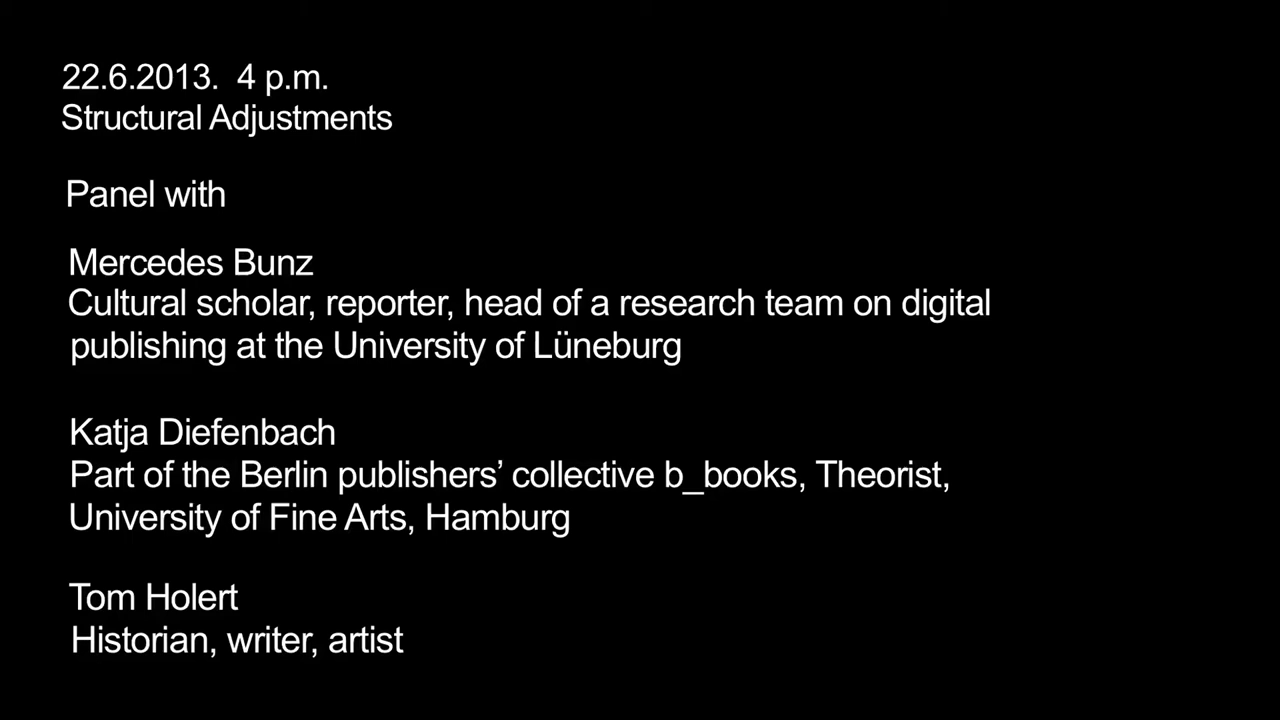 22.6.2013.  4 p.m.
Structural Adjustments
Panel with
Mercedes Bunz
Cultural scholar, reporter, head of a research team on digital
publishing at the University of Lüneburg
Katja Diefenbach
Part of the Berlin publishers’ collective b_books, Theorist,
University of Fine Arts, Hamburg
Tom Holert
Historian, writer, artist